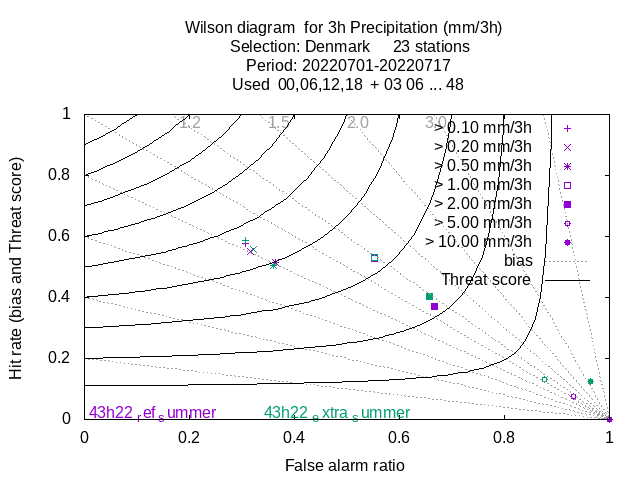 Wilson diagram  for 3h Precipitation (mm/3h)
Selection: Denmark     23 stations
Period: 20220701-20220717
Used  00,06,12,18  + 03 06 ... 48
1.2 1.5 2.0 3.0
> 0.10 mm/3h
> 0.20 mm/3h
> 0.50 mm/3h
> 1.00 mm/3h
> 2.00 mm/3h
> 5.00 mm/3h
> 10.00 mm/3h
bias
Threat score
1
0.8
0.6
0.4
0.2
0
Hit rate (bias and Threat score)
43h22_ref_summer 43h22_extra_summer
0 0.2 0.4 0.6 0.8 1
False alarm ratio